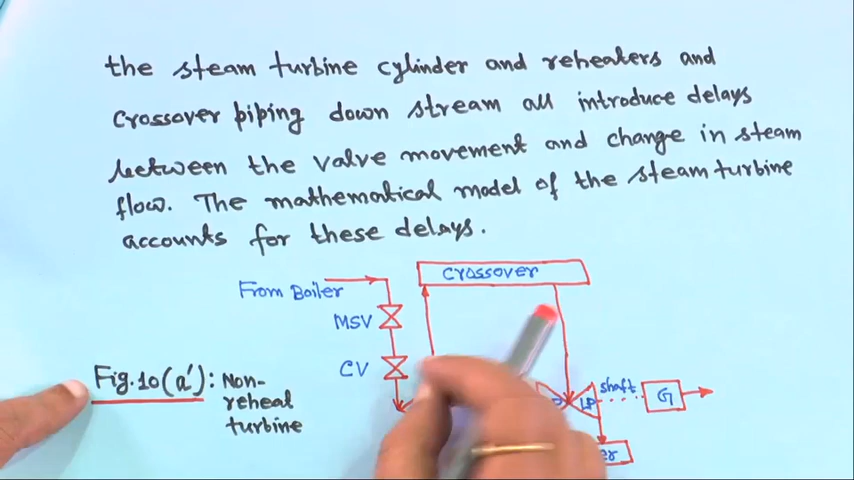 the steam turbine cylinder and reheaters and
crossover piping down stream all introduce delays
between the valve movement and change in steam
flow. The mathematical model of the steam turbine
accounts for these delays.
crossover
From Boiler
MSV
CV
Fig.10(a'): Non-
reheat
turbine
shaft
LP
G